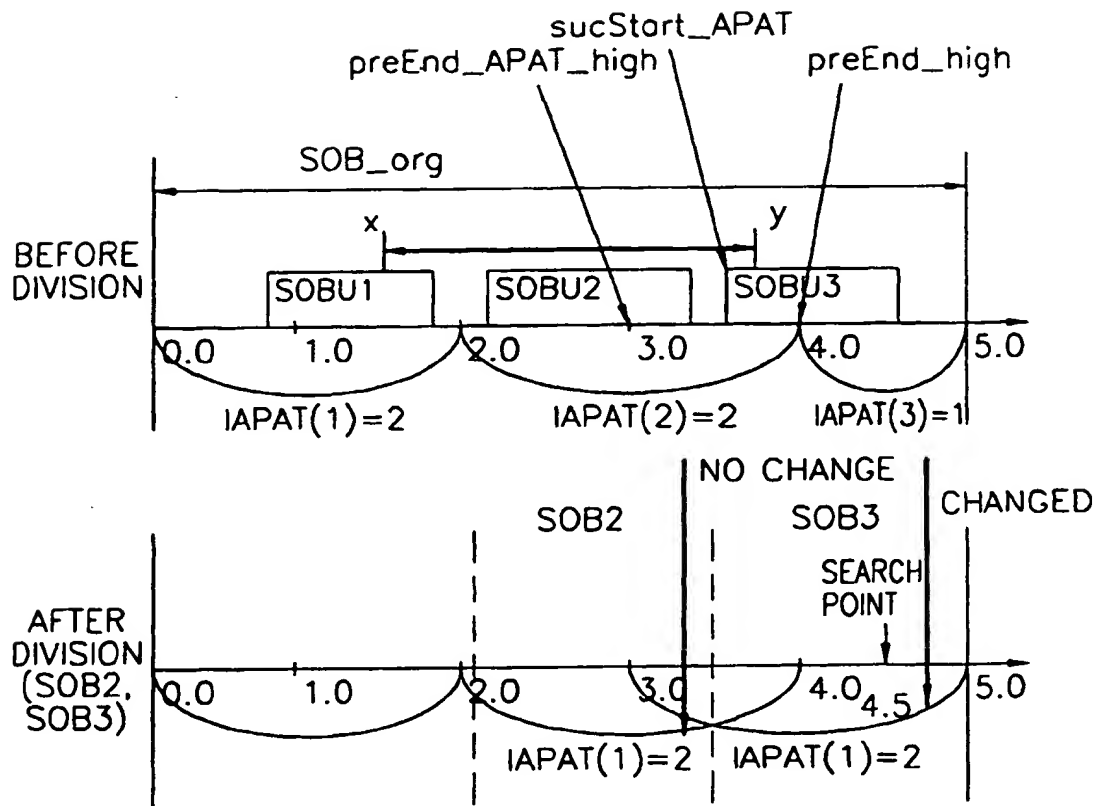 sucStart_APAT
preEnd_APAT_high
preEnd_high
SOB_org
x
y
BEFORE
DIVISION
SOBU1
SOBU2
SOBU3
0.0
1.0
2.0
3.0
4.0
5.0
IAPAT(1)=2
IAPAT(2)=2
IAPAT(3)=1
NO CHANGE
CHANGED
SOB2
SOB3
SEARCH
POINT
AFTER
DIVISION
(SOB2,
SOB3)
0.0
1.0
2.0
3.0
4.0
4.5
5.0
IAPAT(1)=2
IAPAT(1)=2